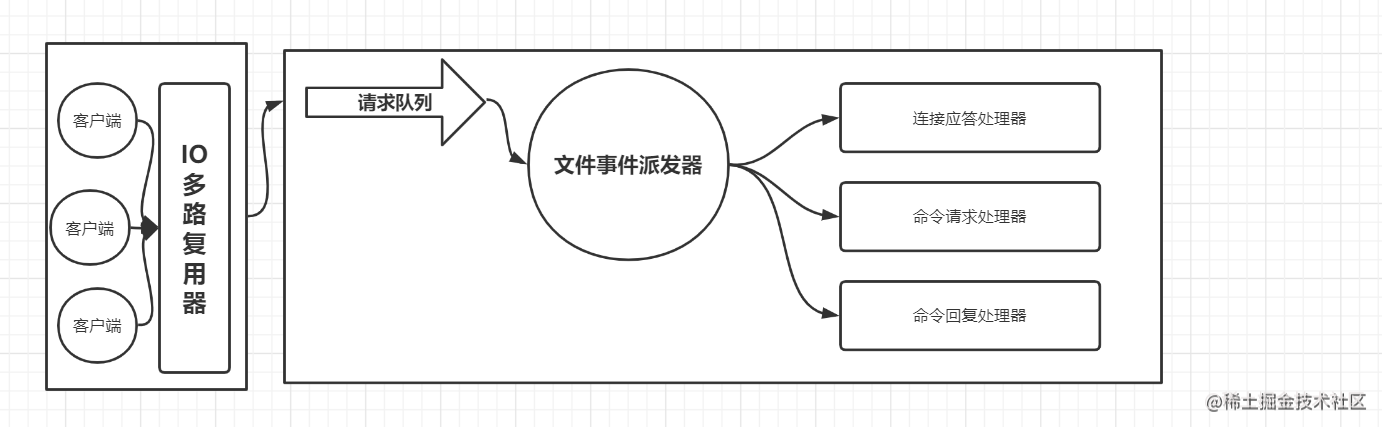 客户端
客户端
客户端
IO
多
路
复
用
器
请求队列
文件事件派发器
连接应答处理器
命令请求处理器
命令回复处理器
@稀土掘金技术社区